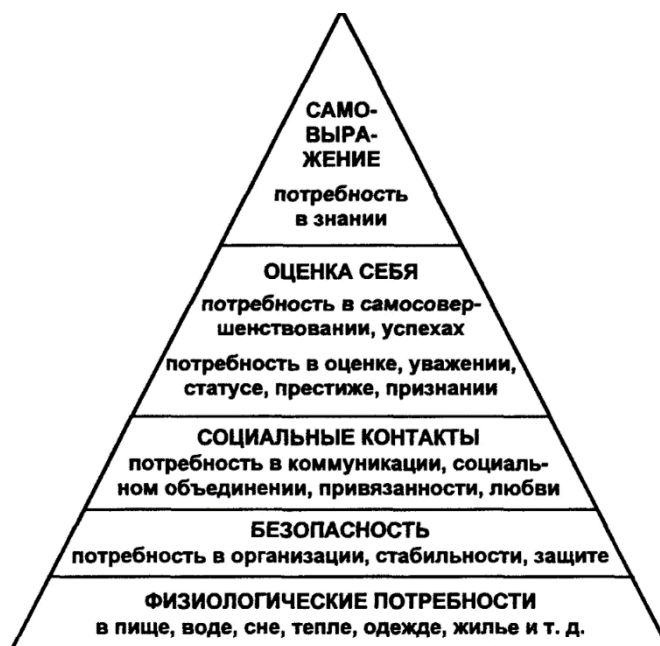 САМО-
ВЫРА-
ЖЕНИЕ
потребность
в знании
ОЦЕНКА СЕБЯ
потребность в самосовер-
шенствовании, успехах
потребность в оценке, уважении,
статусе, престиже, признании
СОЦИАЛЬНЫЕ КОНТАКТЫ
потребность в коммуникации, социаль-
ном объединении, привязанности, любви
БЕЗОПАСНОСТЬ
потребность в организации, стабильности, защите
ФИЗИОЛОГИЧЕСКИЕ ПОТРЕБНОСТИ
в пище, воде, сне, тепле, одежде, жилье и т. д.